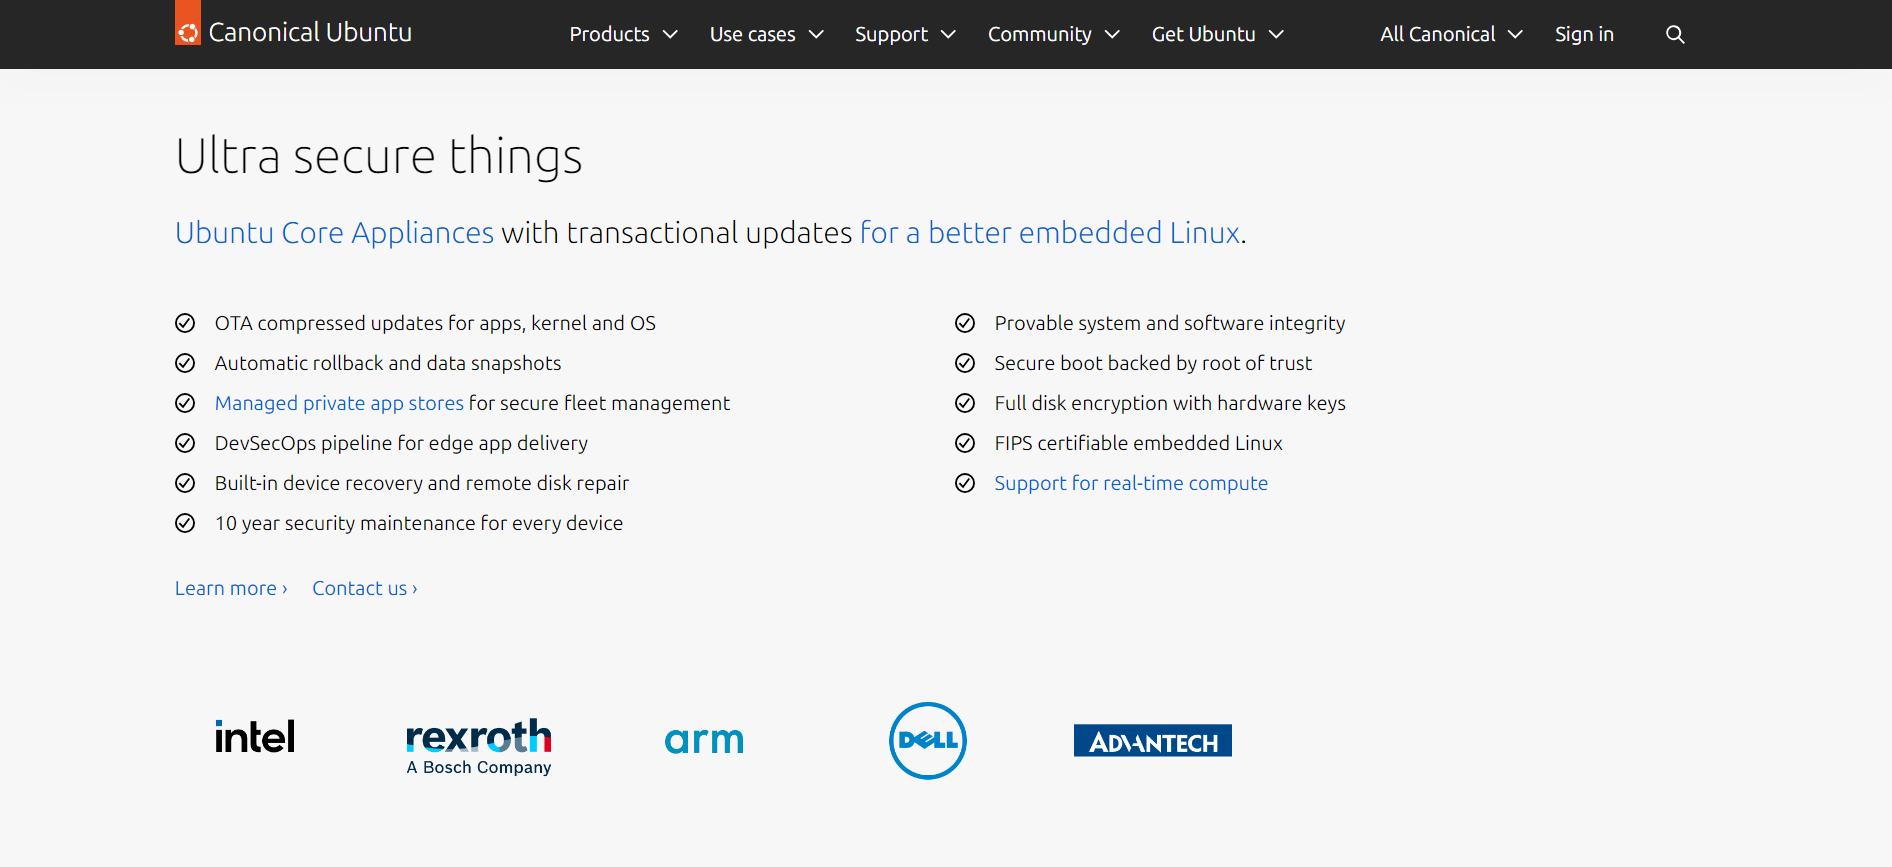 Canonical Ubuntu
Products
Use cases
Support
Community
Get Ubuntu
All Canonical
Sign in
Ultra secure things
Ubuntu Core Appliances with transactional updates for a better embedded Linux.
OTA compressed updates for apps, kernel and OS
Automatic rollback and data snapshots
Managed private app stores for secure fleet management
DevSecOps pipeline for edge app delivery
Built-in device recovery and remote disk repair
10 year security maintenance for every device
Provable system and software integrity
Secure boot backed by root of trust
Full disk encryption with hardware keys
FIPS certifiable embedded Linux
Support for real-time compute
Learn more ›
Contact us ›
intel
rexroth
A Bosch Company
arm
DELL
ADVANTECH